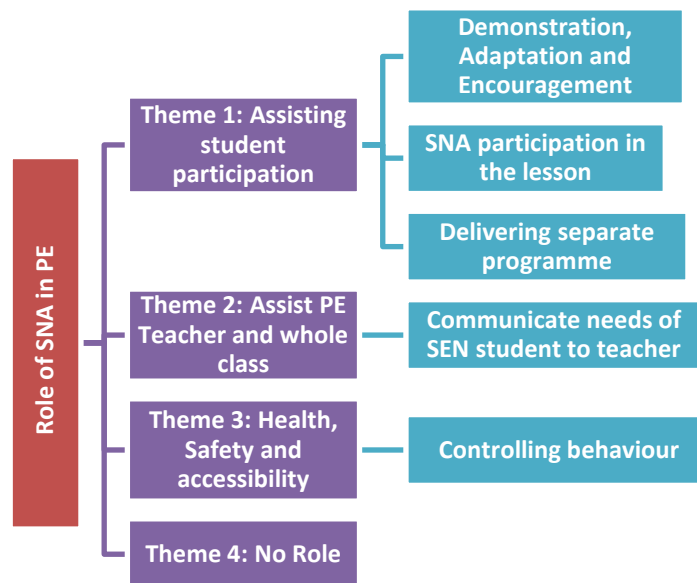 Role of SNA in PE
Theme 1: Assisting
student
participation
Demonstration,
Adaptation and
Encouragement
SNA participation in
the lesson
Delivering separate
programme
Theme 2: Assist PE
Teacher and whole
class
Communicate needs of
SEN student to teacher
Theme 3: Health,
Safety and
accessibility
Controlling behaviour
Theme 4: No Role